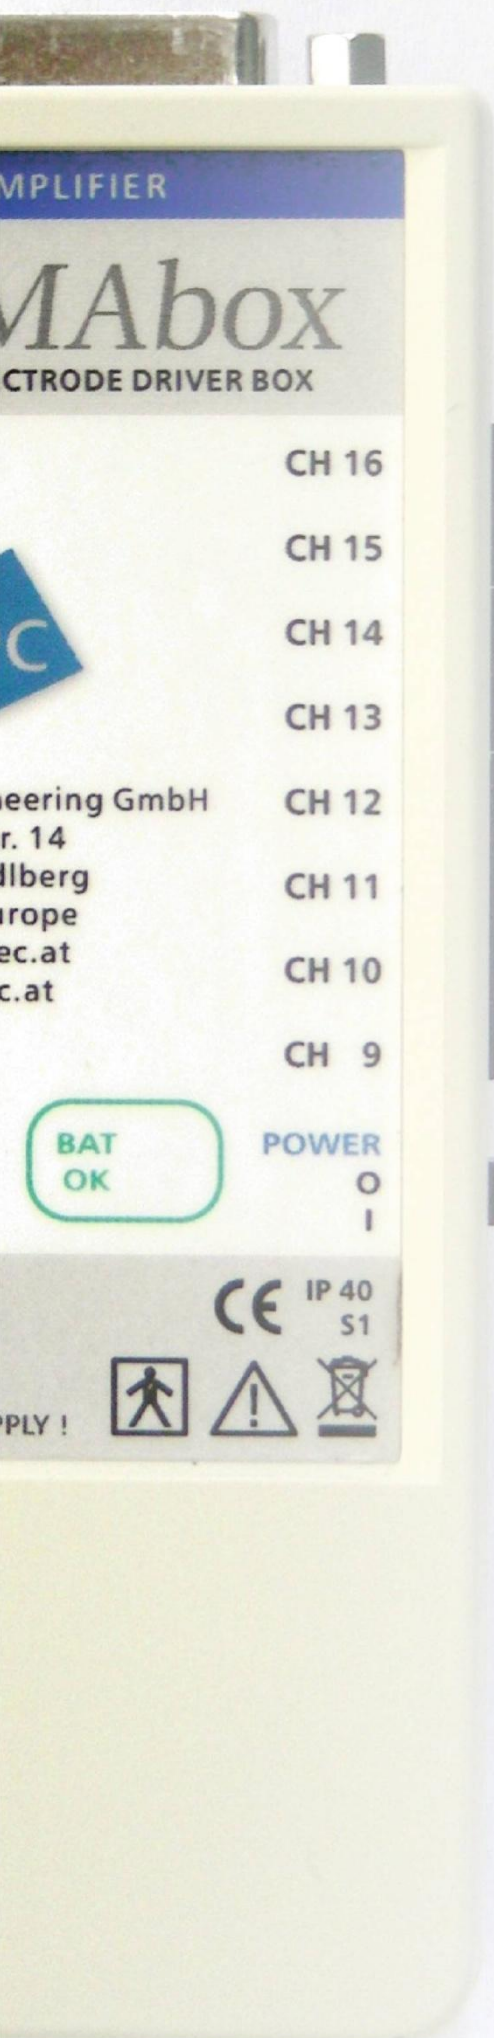 MPLIFIER
MAbox
CTRODE DRIVER BOX
CH 16
CH 15
C
CH 14
CH 13
eering GmbH
CH 12
r. 14
dlberg
CH 11
urope
ec.at
CH 10
c.at
CH 9
BAT
OK
POWER
O
I
CE
IP 40
S1
PPLY !